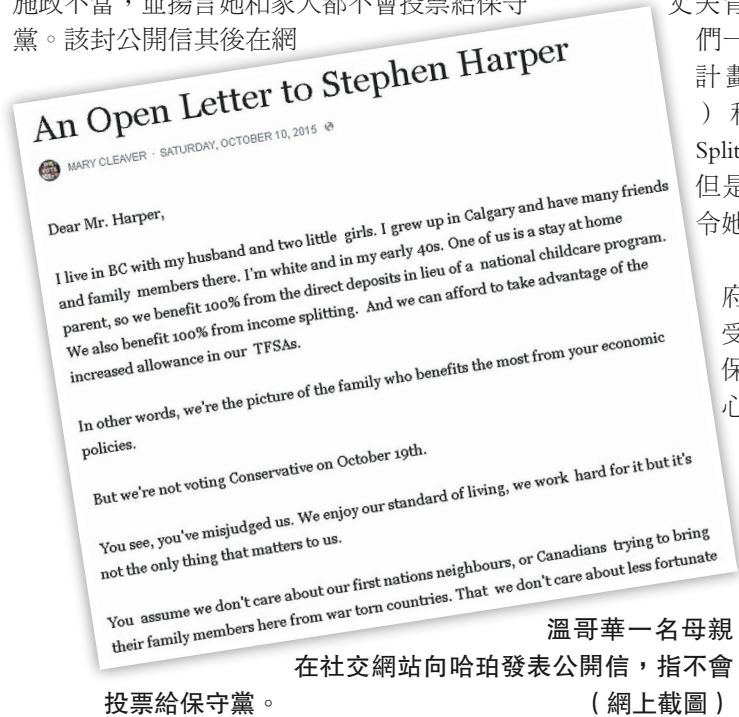 施政不當，並揚言她和家人都不會投票給保守
黨。該封公開信其後在網
An Open Letter to Stephen Harper
MARY CLEAVER · SATURDAY, OCTOBER 10, 2015
Dear Mr. Harper,
I live in BC with my husband and two little girls. I grew up in Calgary and have many friends
and family members there. I'm white and in my early 40s. One of us is a stay at home
parent, so we benefit 100% from the direct deposits in lieu of a national childcare program.
We also benefit 100% from income splitting. And we can afford to take advantage of the
increased allowance in our TFSAs.
In other words, we're the picture of the family who benefits the most from your economic
policies.
But we're not voting Conservative on October 19th.
You see, you've misjudged us. We enjoy our standard of living, we work hard for it but it's
not the only thing that matters to us.
You assume we don't care about our first nations neighbours, or Canadians trying to bring
their family members here from war torn countries. That we don't care about less fortunate
溫哥華一名母親
在社交網站向哈珀發表公開信，指不會
投票給保守黨。 （網上截圖）
丈夫
們一
計畫
）
Split
但是
令她
府
受
保
心